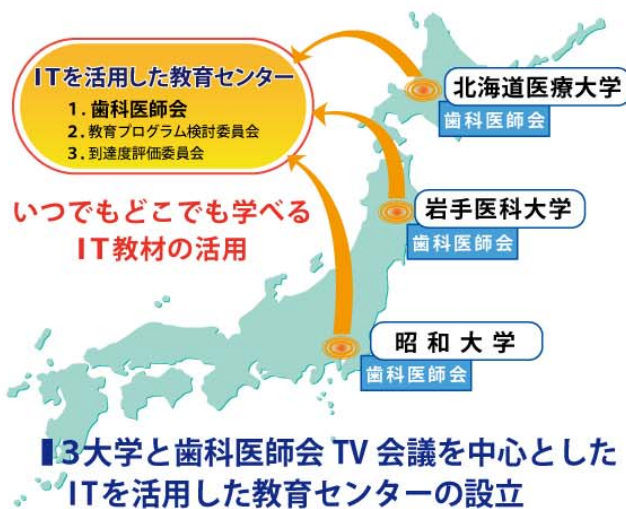 ITを活用した教育センター
1.歯科医師会
2.教育プログラム検討委員会
3.到達度評価委員会
北海道医療大学
歯科医師会
いつでもどこでも学べる
IT教材の活用
岩手医科大学
歯科医師会
昭和大学
歯科医師会
▌3大学と歯科医師会 TV 会議を中心とした
ITを活用した教育センターの設立